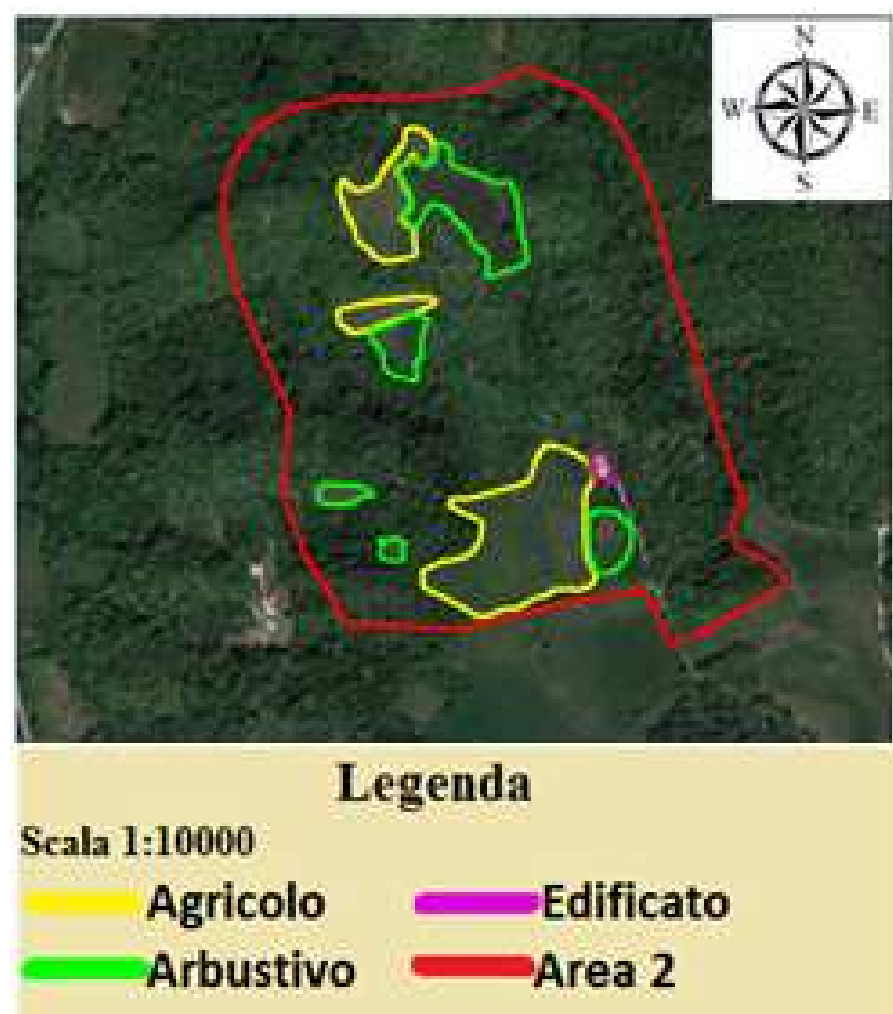 N
W E
S
Legenda
Scala 1:10000
Agricolo Edificato
Arbustivo Area 2